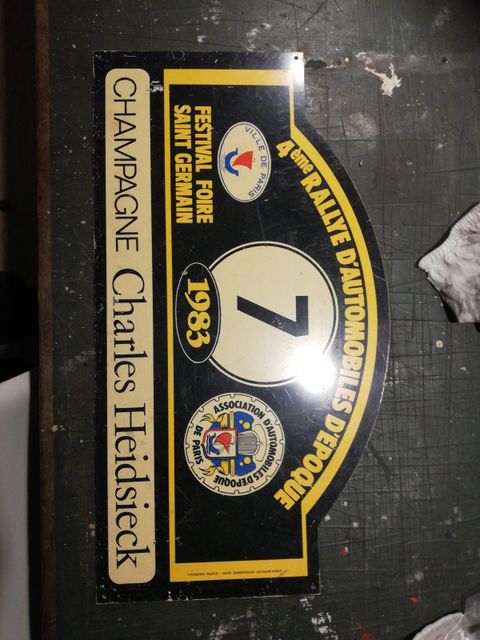 4ème RALLYE D'AUTOMOBILES D'EPOQUE
VILLE DE PARIS
FESTIVAL FOIRE
SAINT GERMAIN
7
1983
ASSOCIATION D'AUTOMOBILES D'EPOQUE
DE PARIS
CHAMPAGNE Charles Heidsieck